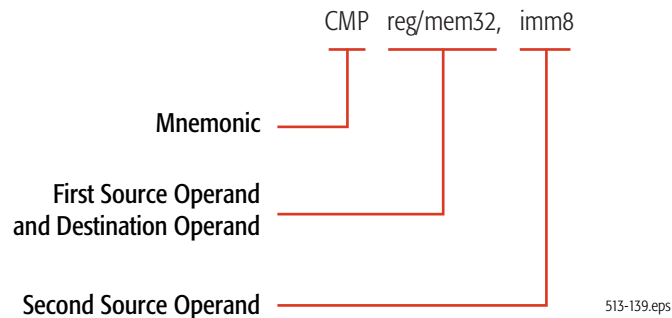 CMP reg/mem32, imm8
Mnemonic
First Source Operand
and Destination Operand
Second Source Operand
513-139.eps